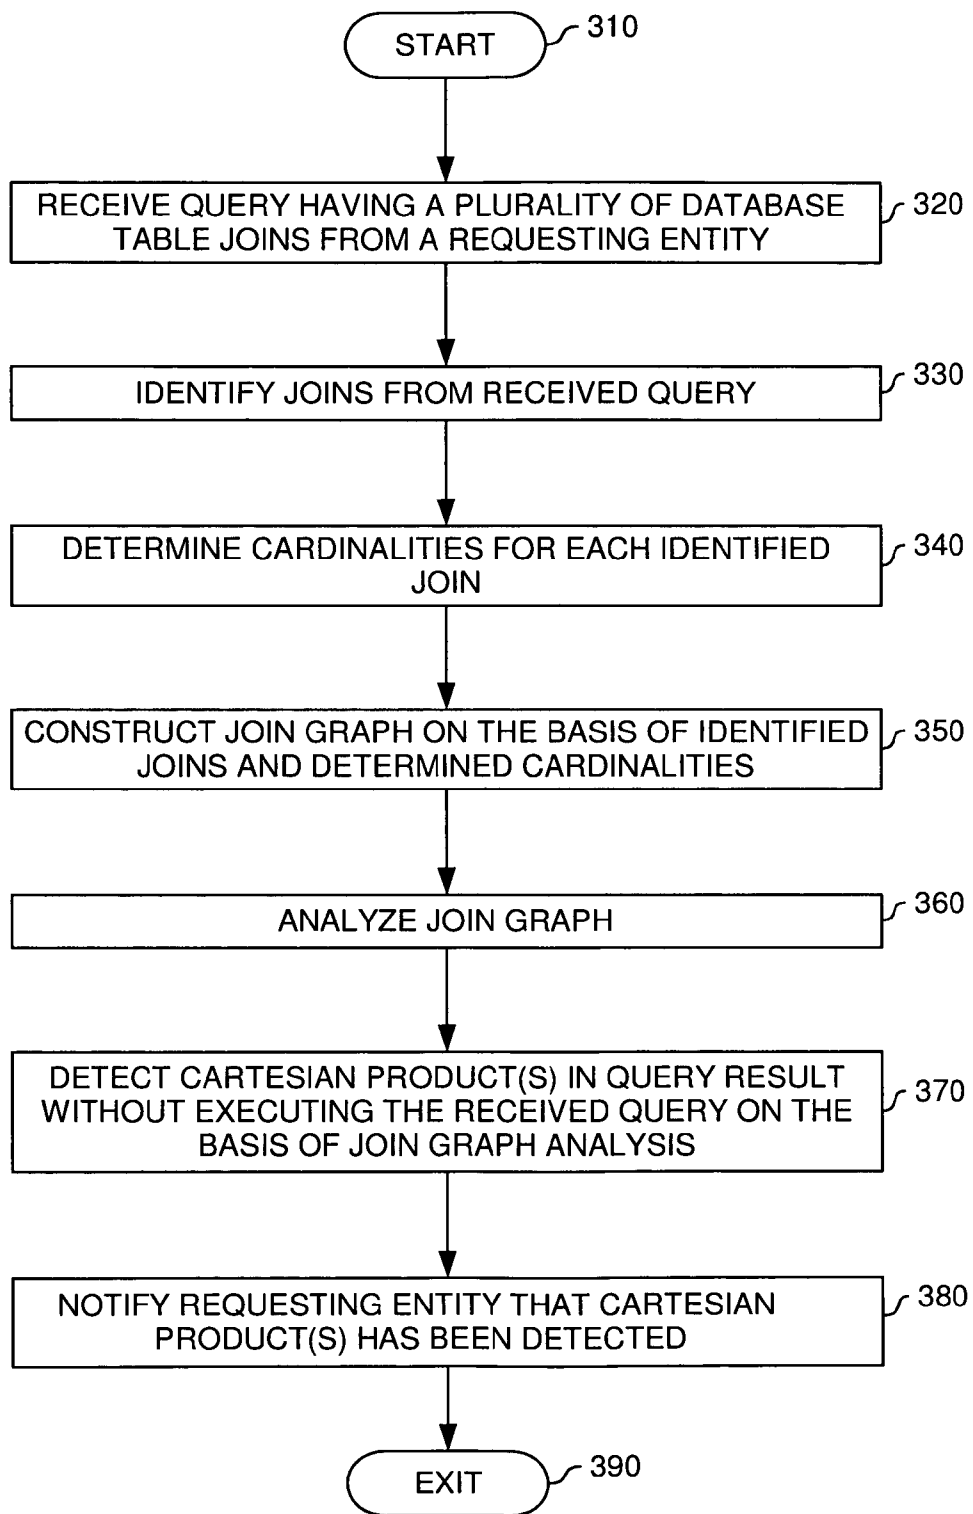 START
310
RECEIVE QUERY HAVING A PLURALITY OF DATABASE
TABLE JOINS FROM A REQUESTING ENTITY
320
IDENTIFY JOINS FROM RECEIVED QUERY
330
DETERMINE CARDINALITIES FOR EACH IDENTIFIED
JOIN
340
CONSTRUCT JOIN GRAPH ON THE BASIS OF IDENTIFIED
JOINS AND DETERMINED CARDINALITIES
350
ANALYZE JOIN GRAPH
360
DETECT CARTESIAN PRODUCT(S) IN QUERY RESULT
WITHOUT EXECUTING THE RECEIVED QUERY ON THE
BASIS OF JOIN GRAPH ANALYSIS
370
NOTIFY REQUESTING ENTITY THAT CARTESIAN
PRODUCT(S) HAS BEEN DETECTED
380
EXIT
390